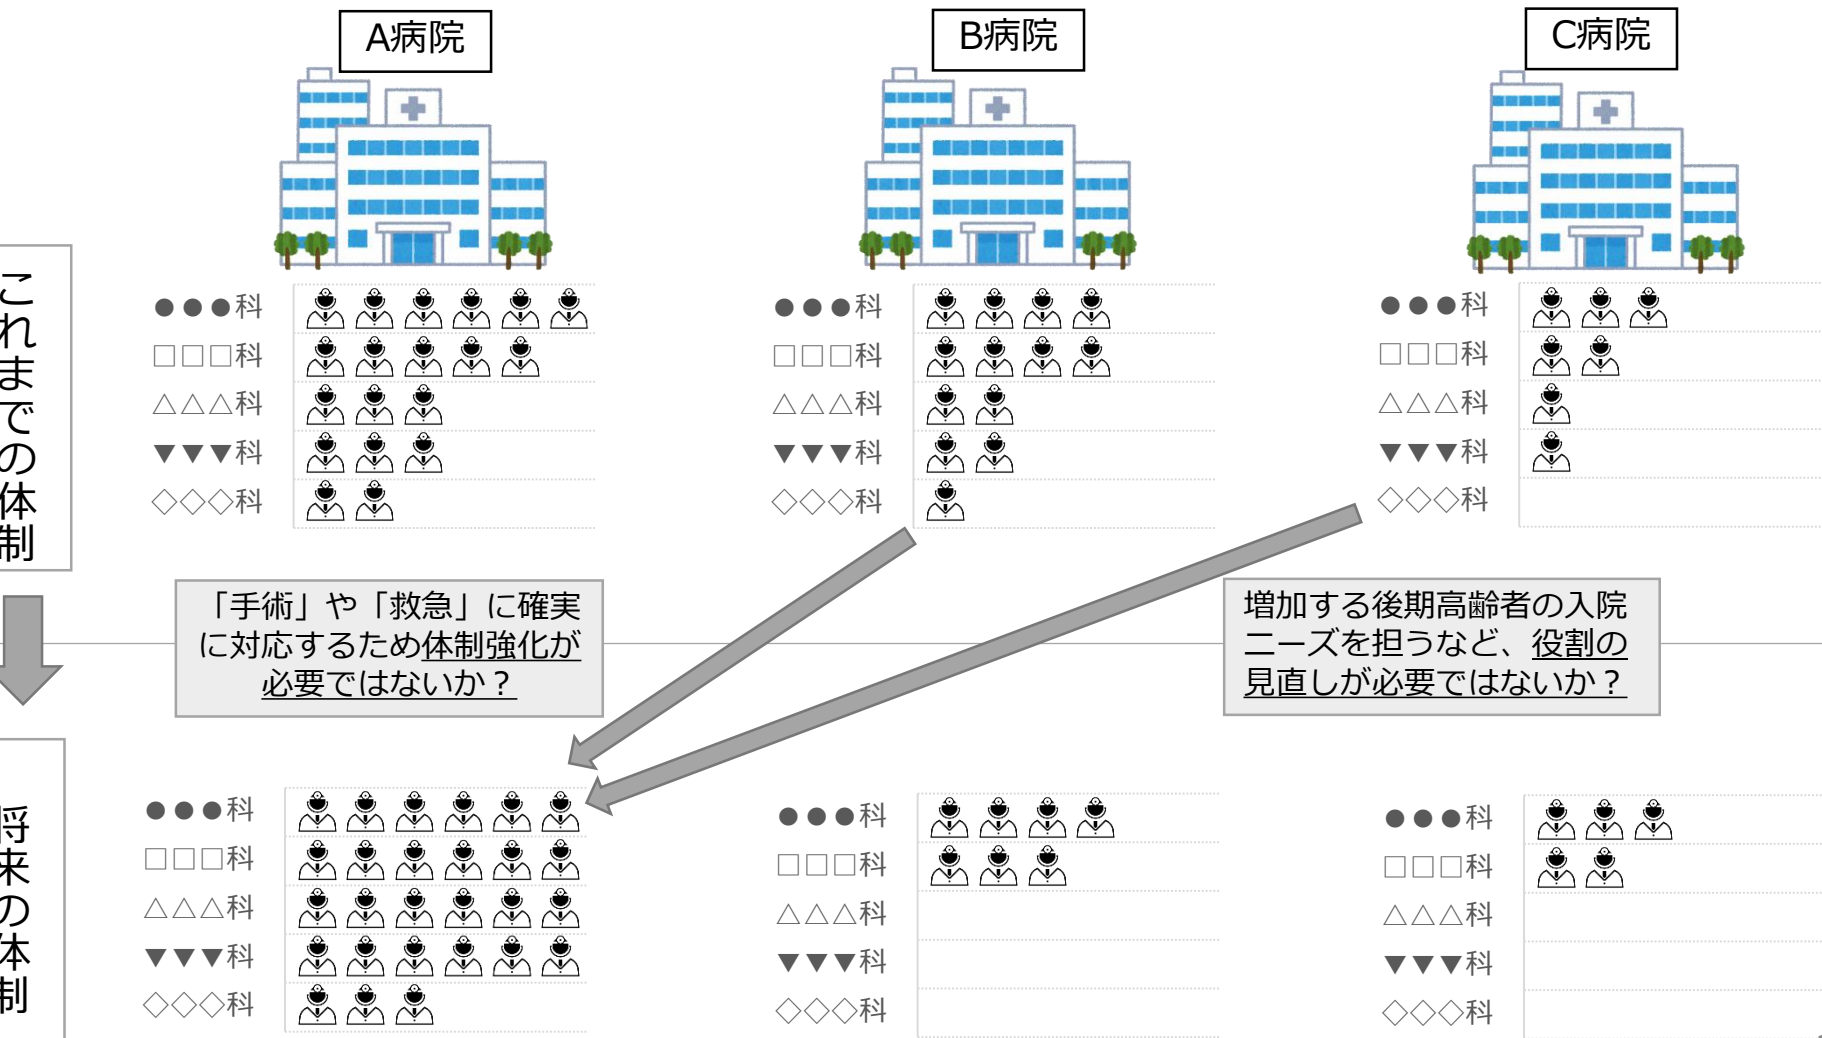 A病院
B病院
C病院
これまでの体制
●●●科
□□□科
△△△科
▼▼▼科
◇◇◇科
●●●科
□□□科
△△△科
▼▼▼科
◇◇◇科
●●●科
□□□科
△△△科
▼▼▼科
◇◇◇科
「手術」や「救急」に確実
に対応するため体制強化が
必要ではないか？
増加する後期高齢者の入院
ニーズを担うなど、役割の
見直しが必要ではないか？
将来の体制
●●●科
□□□科
△△△科
▼▼▼科
◇◇◇科
●●●科
□□□科
△△△科
▼▼▼科
◇◇◇科
●●●科
□□□科
△△△科
▼▼▼科
◇◇◇科